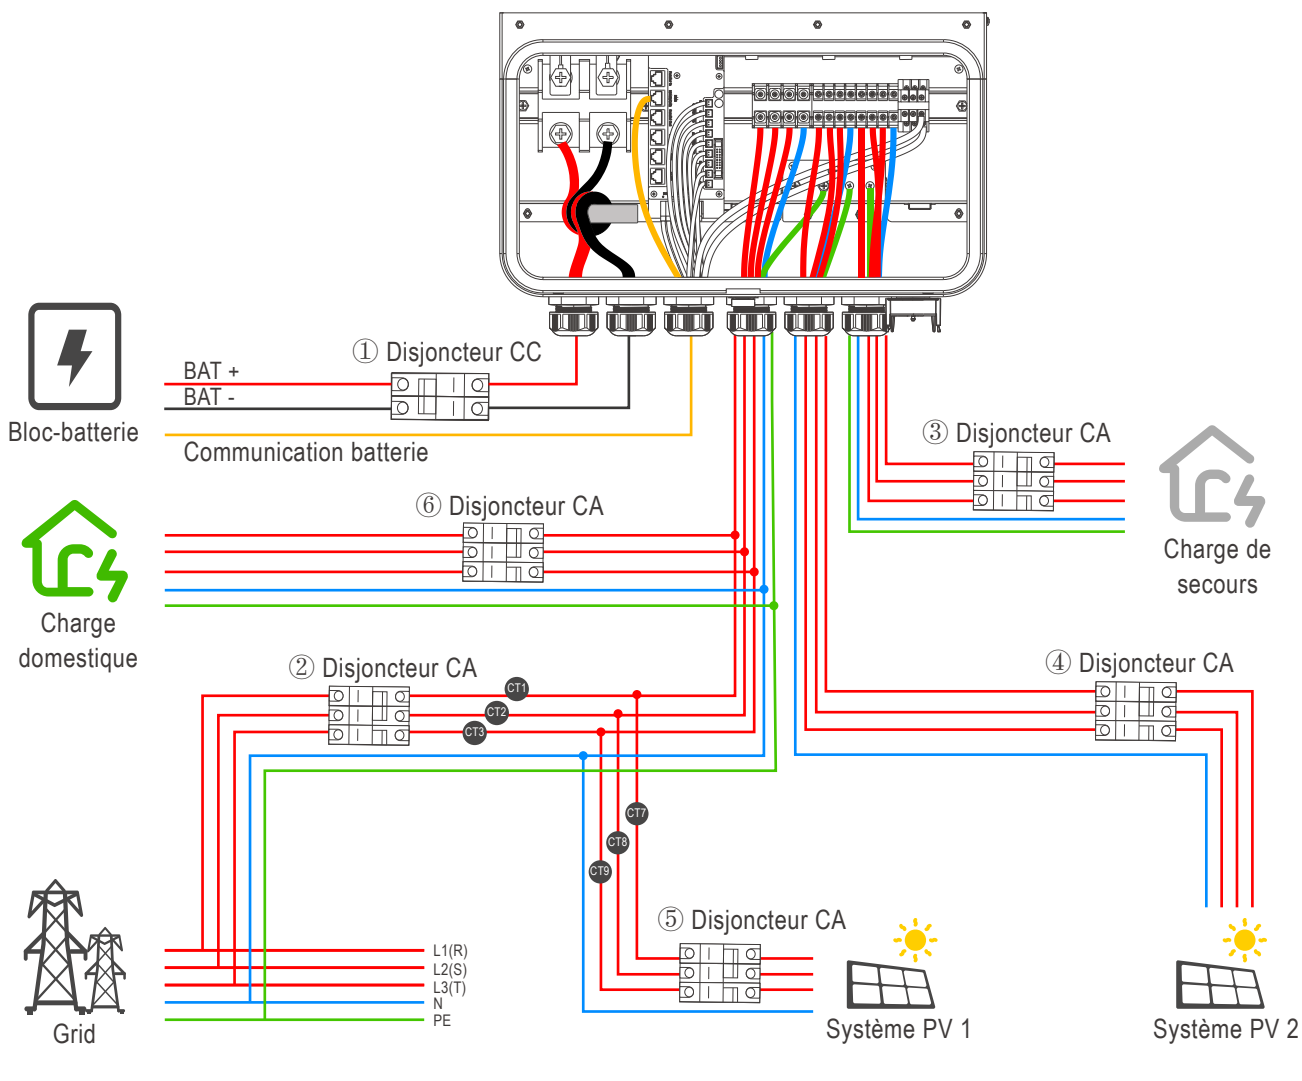 ① Disjoncteur CC
BAT +
BAT -
Bloc-batterie
Communication batterie
③ Disjoncteur CA
⑥ Disjoncteur CA
Charge de
secours
Charge
domestique
② Disjoncteur CA
④ Disjoncteur CA
CT1
CT2
CT3
CT7
CT8
CT9
⑤ Disjoncteur CA
L1(R)
L2(S)
L3(T)
N
PE
Grid
Système PV 1
Système PV 2